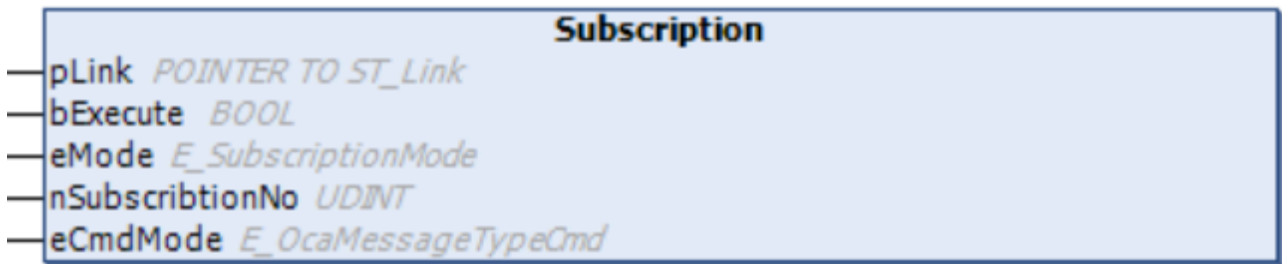 Subscription
pLink POINTER TO ST_Link
bExecute BOOL
eMode E_SubscriptionMode
nSubscribtionNo UDINT
eCmdMode E_OcaMessageTypeCmd